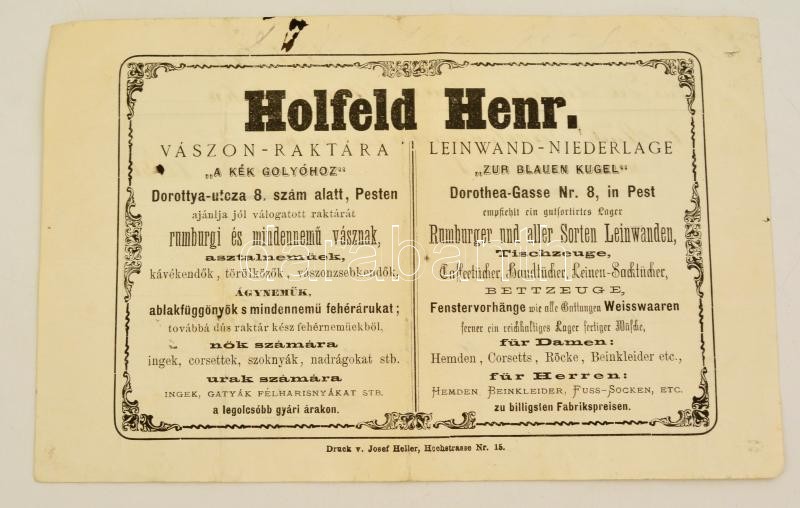 Holfeld Henr.
VÁSZON-RAKTÁRA
„A KÉK GOLYÓHOZ“
Dorottya-utcza 8. szám alatt, Pesten
ajánlja jól válogatott raktárát
rumburgi és mindennemű vásznak,
asztalneműek,
kávékendők, törölközők, vászonzsebkendők,
ÁGYNEMŰK,
ablakfüggönyők s mindennemű fehérárukat;
továbbá dús raktár kész fehérneműekből,
nők számára
ingek, corsettek, szoknyák, nadrágokat stb.
urak számára
INGEK, GATYÁK FÉLHARISNYÁKAT STB.
a legolcsóbb gyári árakon.
LEINWAND-NIEDERLAGE
„ZUR BLAUEN KUGEL“
Dorothea-Gasse Nr. 8, in Pest
empfiehlt ein gutsortirtes Lager
Rumburger und aller Sorten Leinwanden,
Tischzeuge,
Caffeetücher, Handtücher, Leinen-Sacktücher,
BETTZEUGE,
Fenstervorhänge wie alle Gattungen Weisswaaren
ferner ein reichhaltiges Lager fertiger Wäsche,
für Damen:
Hemden, Corsetts, Röcke, Beinkleider etc.,
für Herren:
HEMDEN BEINKLEIDER, FUSS-SOCKEN, ETC.
zu billigsten Fabrikspreisen.
Druck v. Josef Heller, Hochstrasse Nr. 15.
darabanth